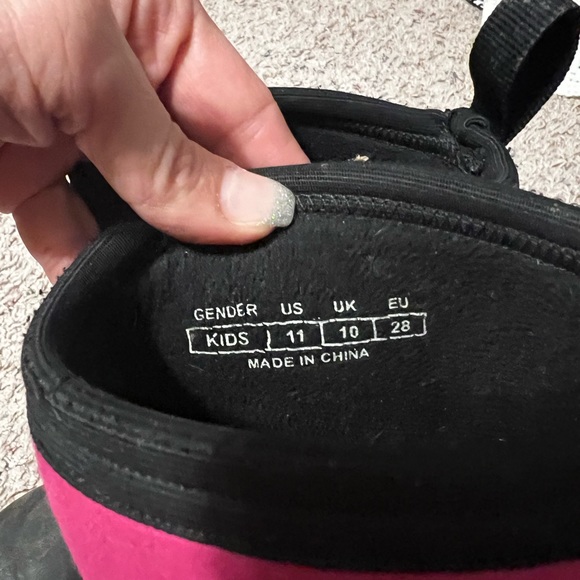 GENDER US UK EU
KIDS 11 10 28
MADE IN CHINA